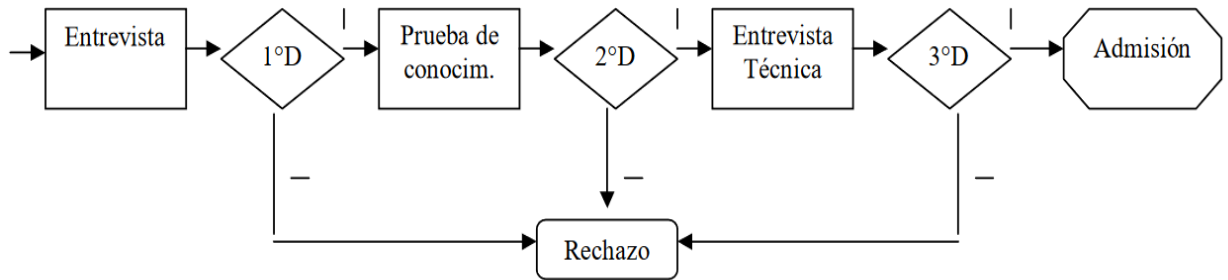 Entrevista
1°D
Prueba de
conocim.
2°D
Entrevista
Técnica
3°D
Admisión
Rechazo